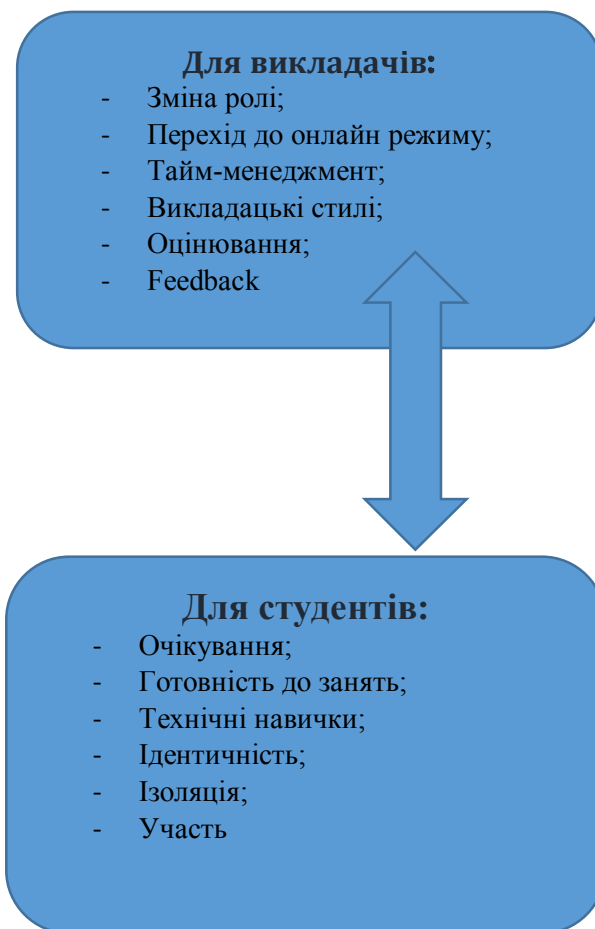 Для викладачів:
- Зміна ролі;
- Перехід до онлайн режиму;
- Тайм-менеджмент;
- Викладацькі стилі;
- Оцінювання;
- Feedback
Для студентів:
- Очікування;
- Готовність до занять;
- Технічні навички;
- Ідентичність;
- Ізоляція;
- Участь